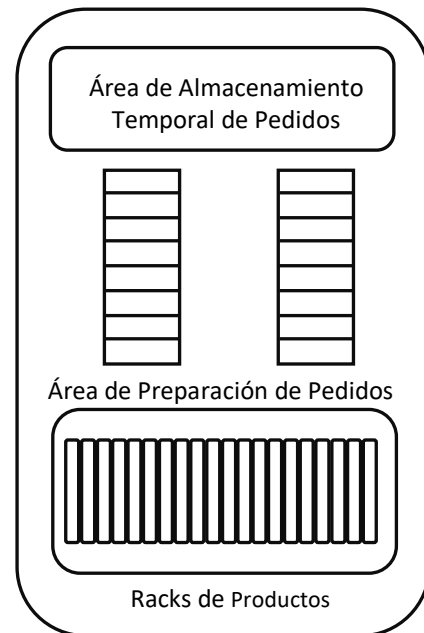 Área de Almacenamiento
Temporal de Pedidos
Área de Preparación de Pedidos
Racks de Productos